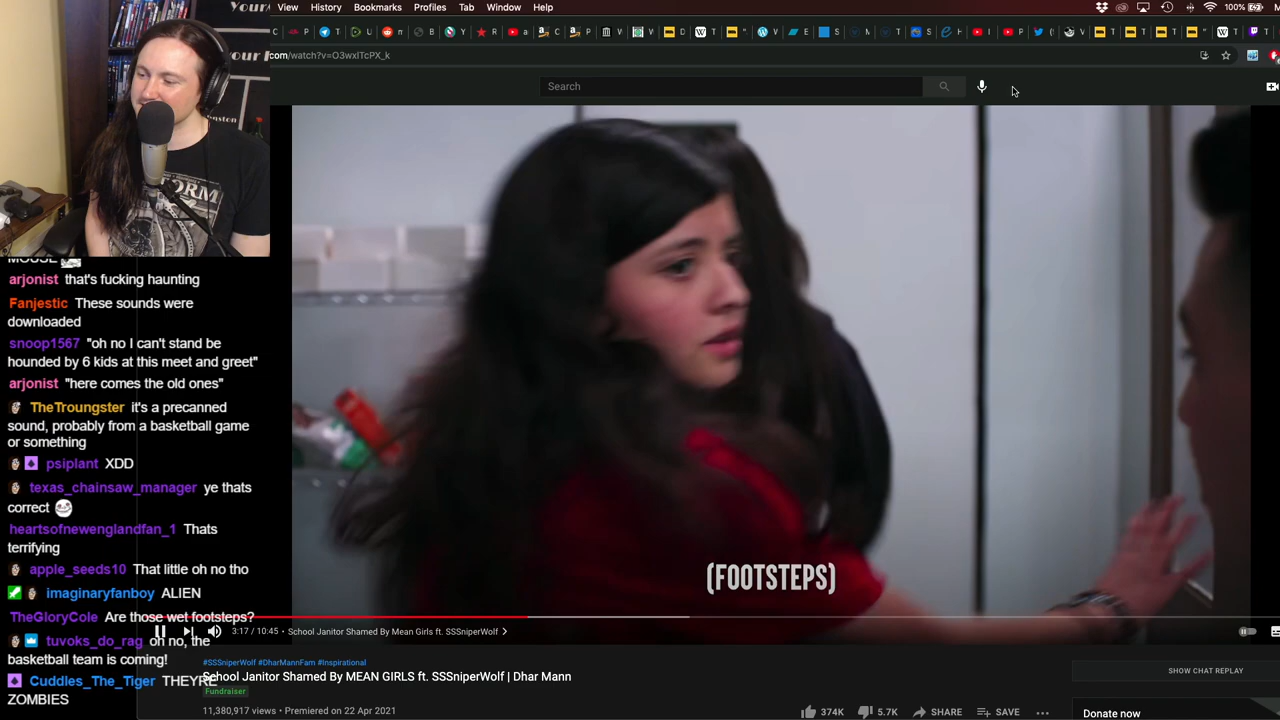 View History Bookmarks Profiles Tab Window Help
100%
com/watch?v=O3wxlTcPX_k
Search
MOUSE
arjonist that's fucking haunting
Fanjestic These sounds were
downloaded
snoop1567 "oh no I can't stand be
hounded by 6 kids at this meet and greet"
arjonist "here comes the old ones"
TheTroungster it's a precanned
sound, probably from a basketball game
or something
psiplant XDD
texas_chainsaw_manager ye thats
correct
heartsofnewenglandfan_1 Thats
terrifying
apple_seeds10 That little oh no tho
imaginaryfanboy ALIEN
TheGloryCole Are those wet footsteps?
tuvoks_do_rag oh no, the
basketball team is coming!
Cuddles_The_Tiger THEYRE
ZOMBIES
(FOOTSTEPS)
3:17 / 10:45 • School Janitor Shamed By Mean Girls ft. SSSniperWolf
#SSSniperWolf #DharMannFam #Inspirational
School Janitor Shamed By MEAN GIRLS ft. SSSniperWolf | Dhar Mann
Fundraiser
11,380,917 views • Premiered on 22 Apr 2021
374K 5.7K SHARE SAVE
SHOW CHAT REPLAY
Donate now